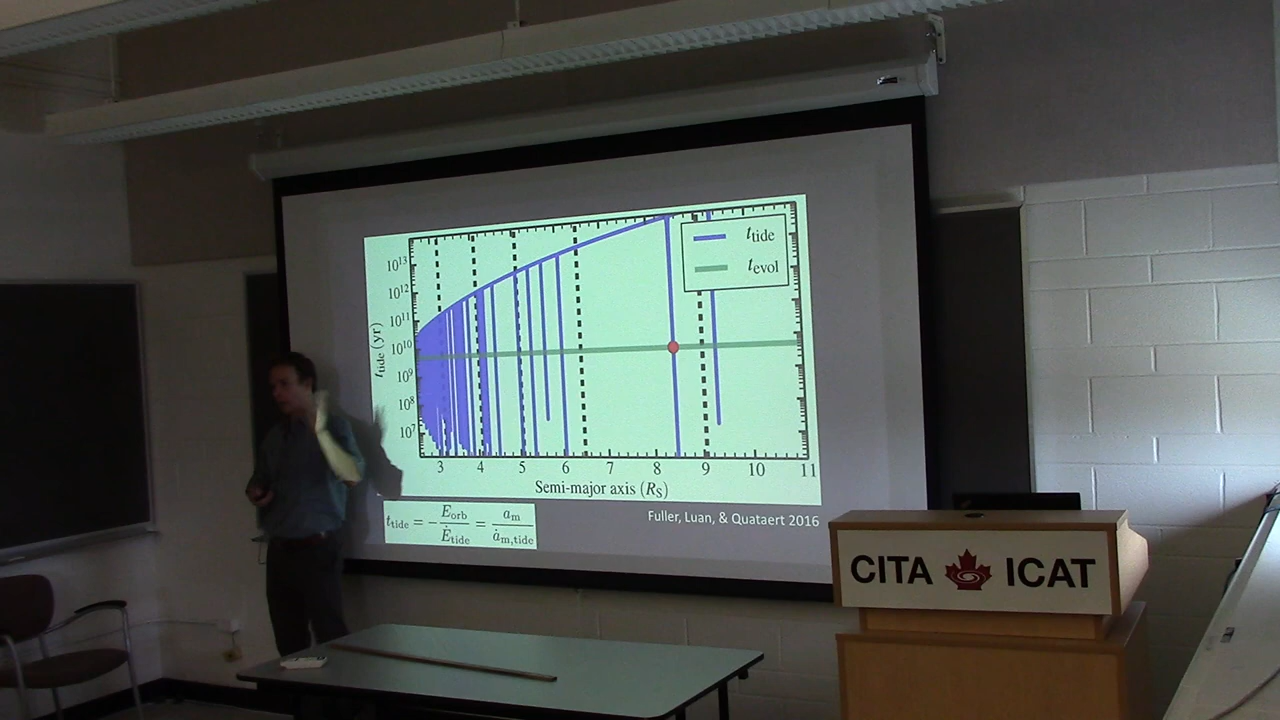 t_tide
t_evol
10^13
10^12
10^11
10^10
10^9
10^8
10^7
t_tide (yr)
3 4 5 6 7 8 9 10 11
Semi-major axis (R_S)
t_tide = - E_orb / Ė_tide = a_m / ȧ_m,tide
Fuller, Luan, & Quataert 2016
CITA ICAT